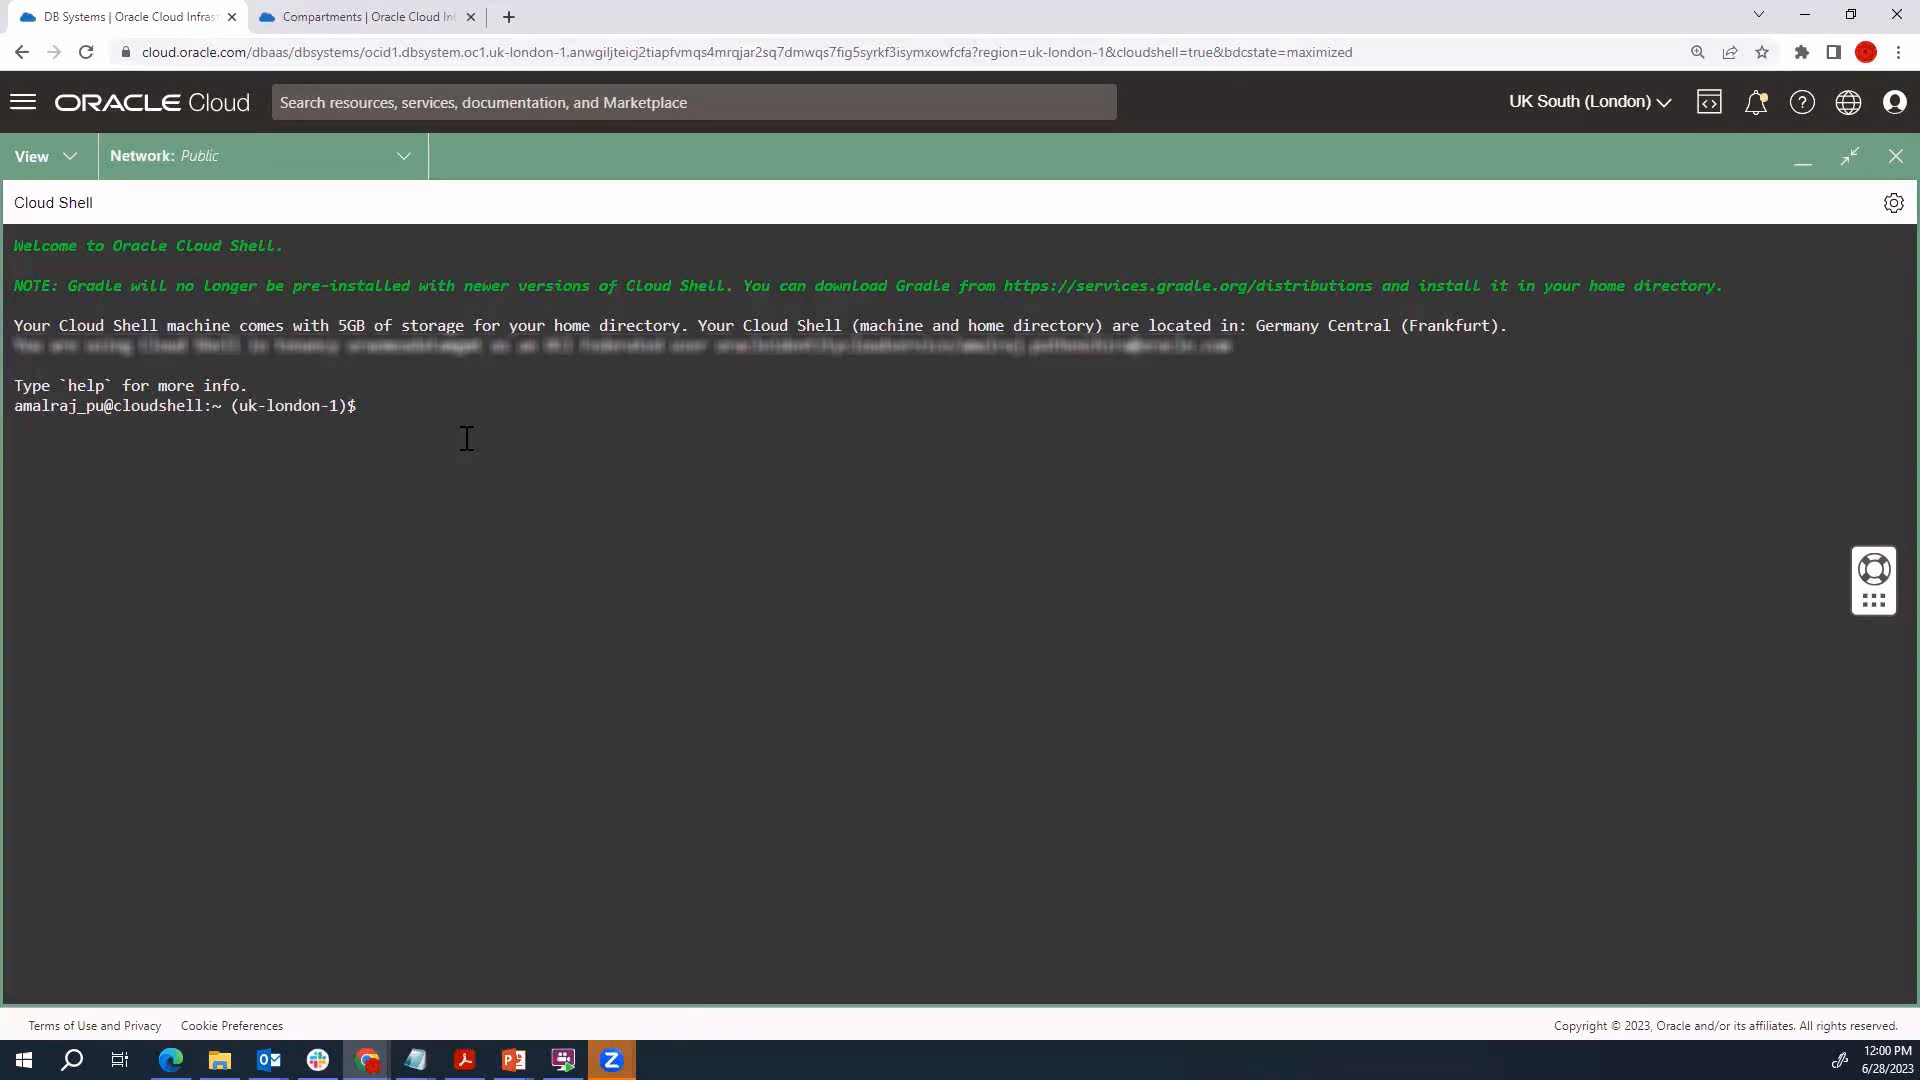 DB Systems | Oracle Cloud Infrast
Compartments | Oracle Cloud Inf
cloud.oracle.com/dbaas/dbsystems/ocid1.dbsystem.oc1.uk-london-1.anwgiljteicj2tiapfvmqs4mrqjar2sq7dmwqs7fig5syrkf3isymxowfcfa?region=uk-london-1&cloudshell=true&bdcstate=maximized
ORACLE Cloud
Search resources, services, documentation, and Marketplace
UK South (London)
View
Network: Public
Cloud Shell
Welcome to Oracle Cloud Shell.
NOTE: Gradle will no longer be pre-installed with newer versions of Cloud Shell. You can download Gradle from https://services.gradle.org/distributions and install it in your home directory.
Your Cloud Shell machine comes with 5GB of storage for your home directory. Your Cloud Shell (machine and home directory) are located in: Germany Central (Frankfurt).
Type `help` for more info.
amalraj_pu@cloudshell:~ (uk-london-1)$
Terms of Use and Privacy
Cookie Preferences
Copyright © 2023, Oracle and/or its affiliates. All rights reserved.
12:00 PM
6/28/2023